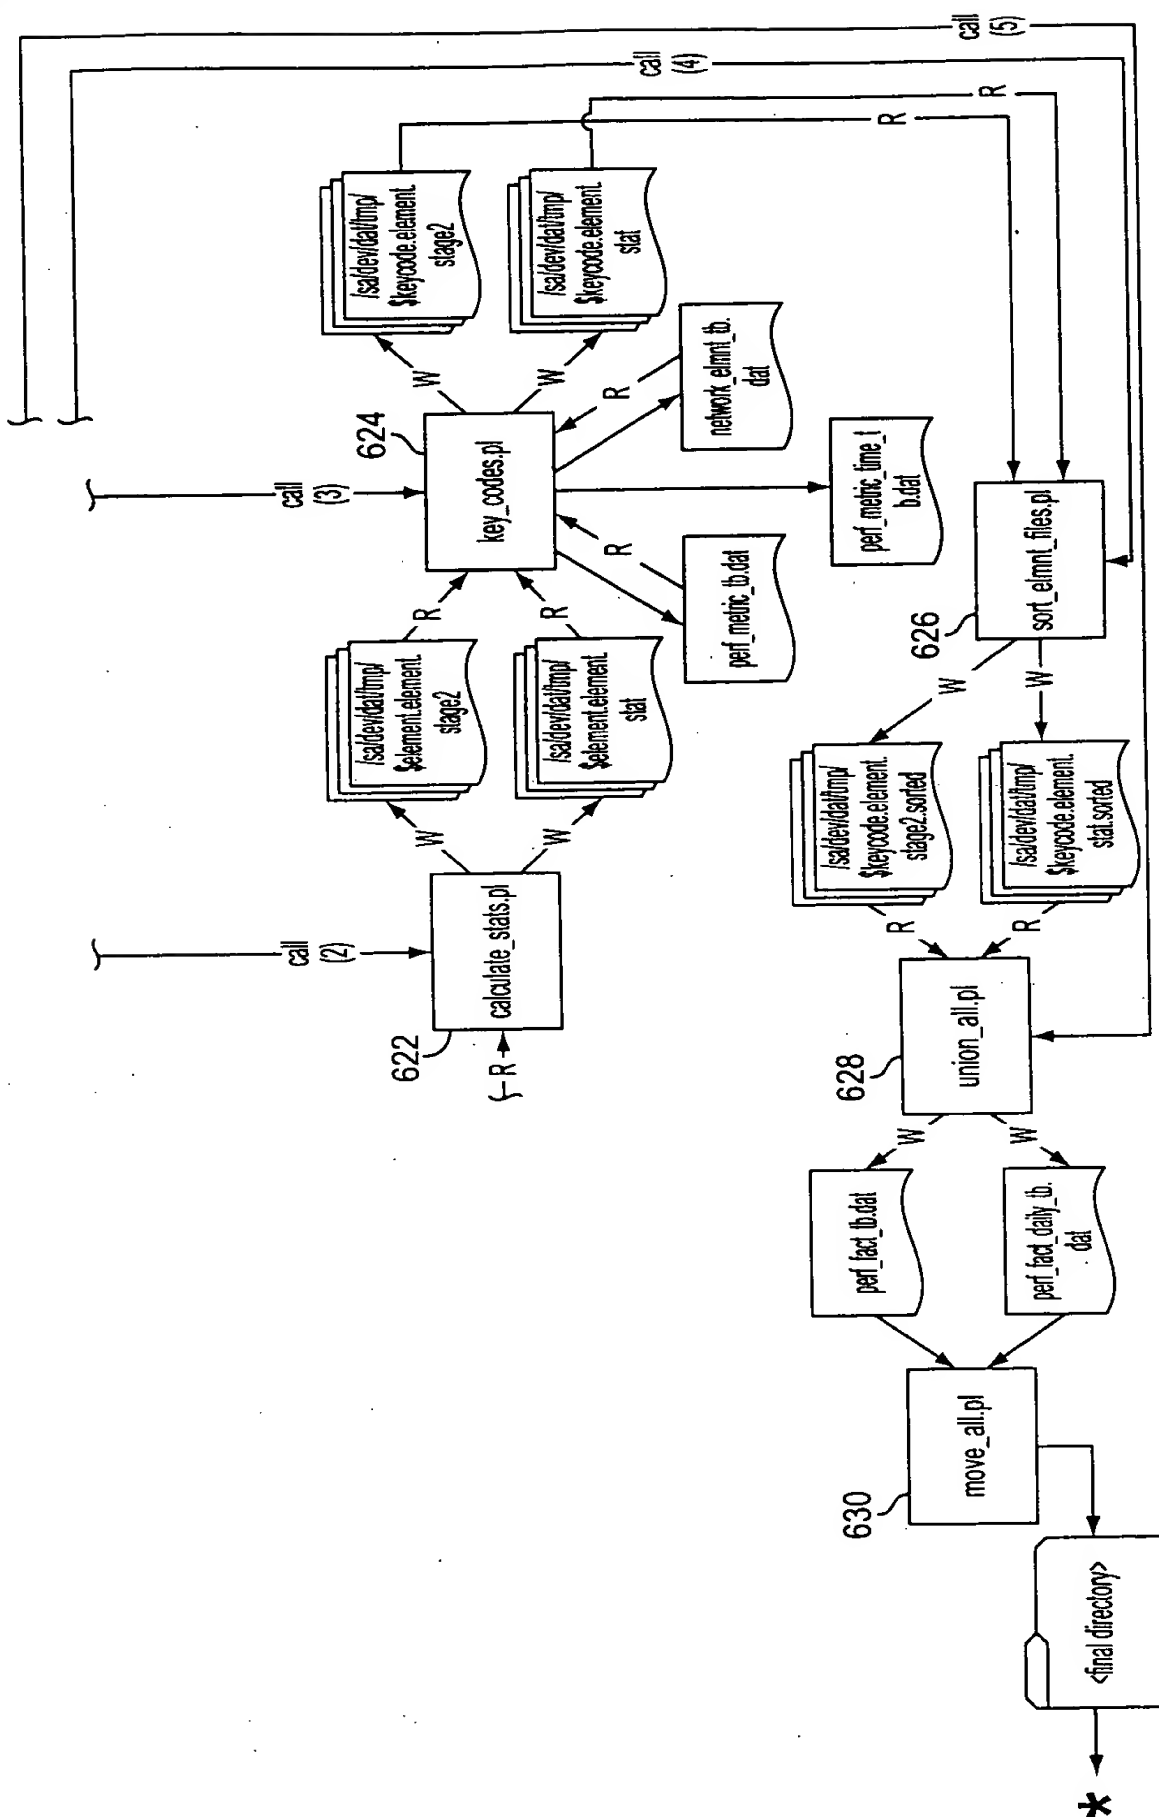 call
(5)
call
(4)
R
R
/sa/dev/dat/tmp/
$keycode.element.
stage2
/sa/dev/dat/tmp/
$keycode.element.
stat
W
W
624
key_codes.pl
call
(3)
R
network_elmnt_tb.
dat
perf_metric_time_t
b.dat
R
perf_metric_tb.dat
R
R
/sa/dev/dat/tmp/
$element.element.
stage2
/sa/dev/dat/tmp/
$element.element.
stat
W
W
call
(2)
calculate_stats.pl
622
R
626
sort_elmnt_files.pl
W
W
/sa/dev/dat/tmp/
$keycode.element.
stage2.sorted
/sa/dev/dat/tmp/
$keycode.element.
stat.sorted
R
R
628
union_all.pl
W
W
perf_fact_tb.dat
perf_fact_daily_tb.
dat
630
move_all.pl
<final directory>
*